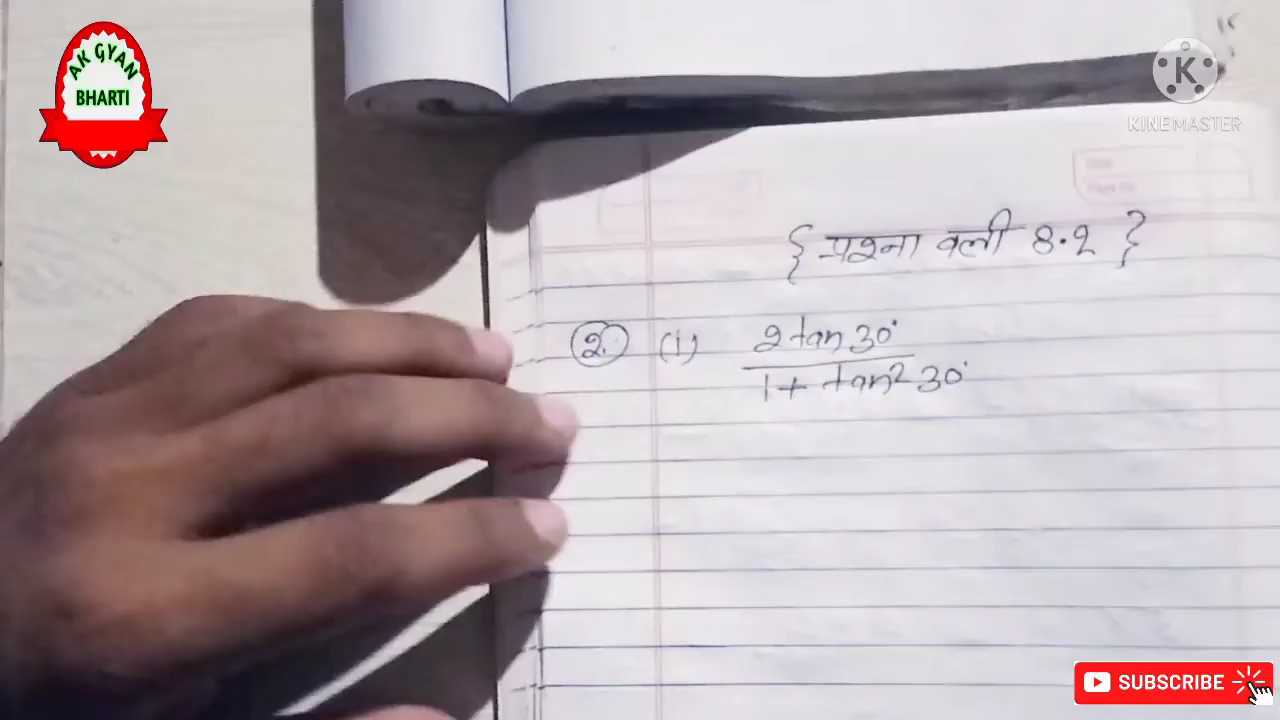 AK GYAN
BHARTI
KINEMASTER
{ प्रश्ना वली 8.2 }
2. (i) 2 tan 30°
1 + tan² 30°
SUBSCRIBE